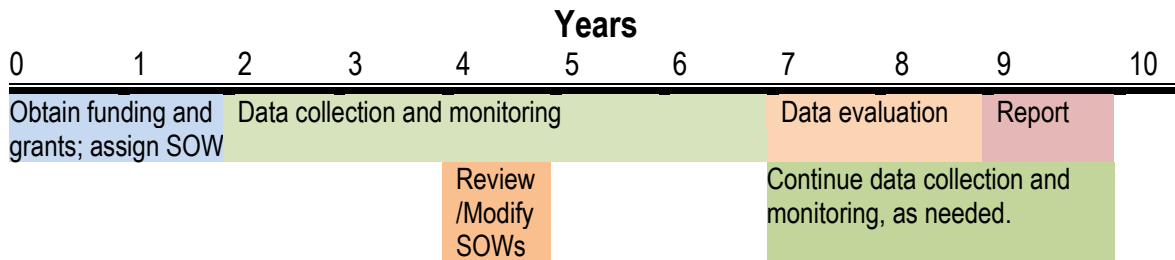 Years
0 1 2 3 4 5 6 7 8 9 10
Obtain funding and Data collection and monitoring Data evaluation Report
grants; assign SOW
Review Continue data collection and
/Modify monitoring, as needed.
SOWs